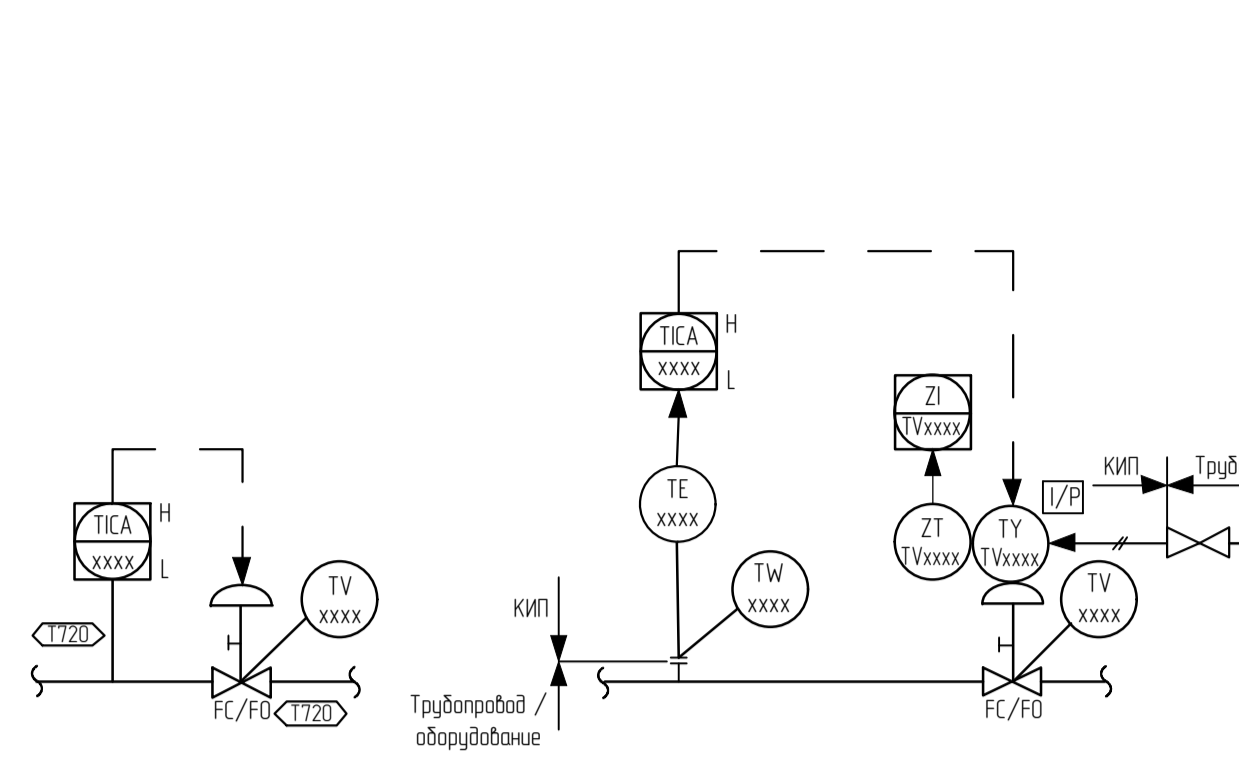 TICA
xxxx
H
L
T720
TV
xxxx
FC/FO
T720
TICA
xxxx
H
L
TE
xxxx
TW
xxxx
КИП
Трубопровод /
оборудование
ZI
TVxxxx
ZT
TVxxxx
TY
TVxxxx
I/P
КИП
Труб
TV
xxxx
FC/FO